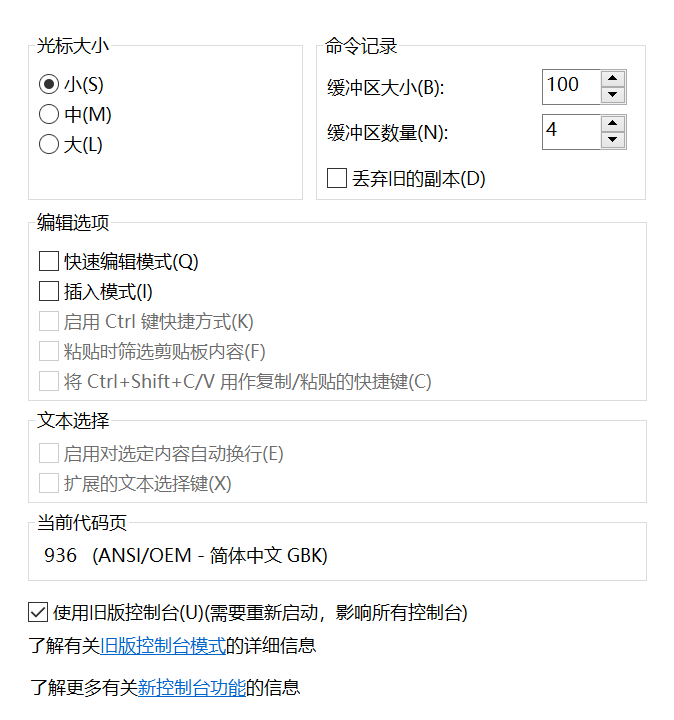 光标大小
小(S)
中(M)
大(L)
命令记录
缓冲区大小(B):
100
缓冲区数量(N):
4
丢弃旧的副本(D)
编辑选项
快速编辑模式(Q)
插入模式(I)
启用 Ctrl 键快捷方式(K)
粘贴时筛选剪贴板内容(F)
将 Ctrl+Shift+C/V 用作复制/粘贴的快捷键(C)
文本选择
启用对选定内容自动换行(E)
扩展的文本选择键(X)
当前代码页
936 (ANSI/OEM - 简体中文 GBK)
使用旧版控制台(U)(需要重新启动，影响所有控制台)
了解有关旧版控制台模式的详细信息
了解更多有关新控制台功能的信息